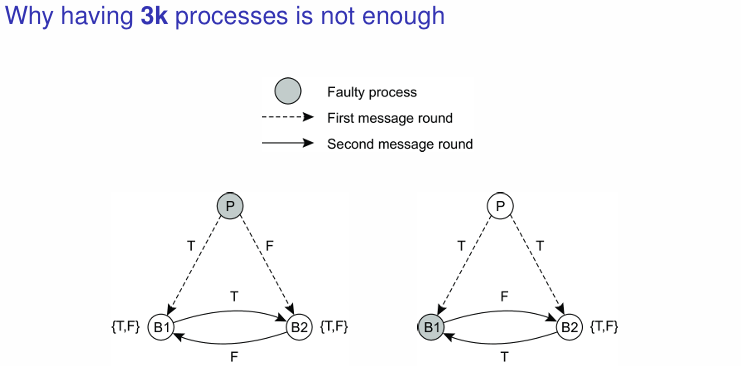 Why having 3k processes is not enough
Faulty process
First message round
Second message round
P
T
F
T
{T,F}
B1
B2
{T,F}
F
P
T
T
F
B1
B2
{T,F}
T